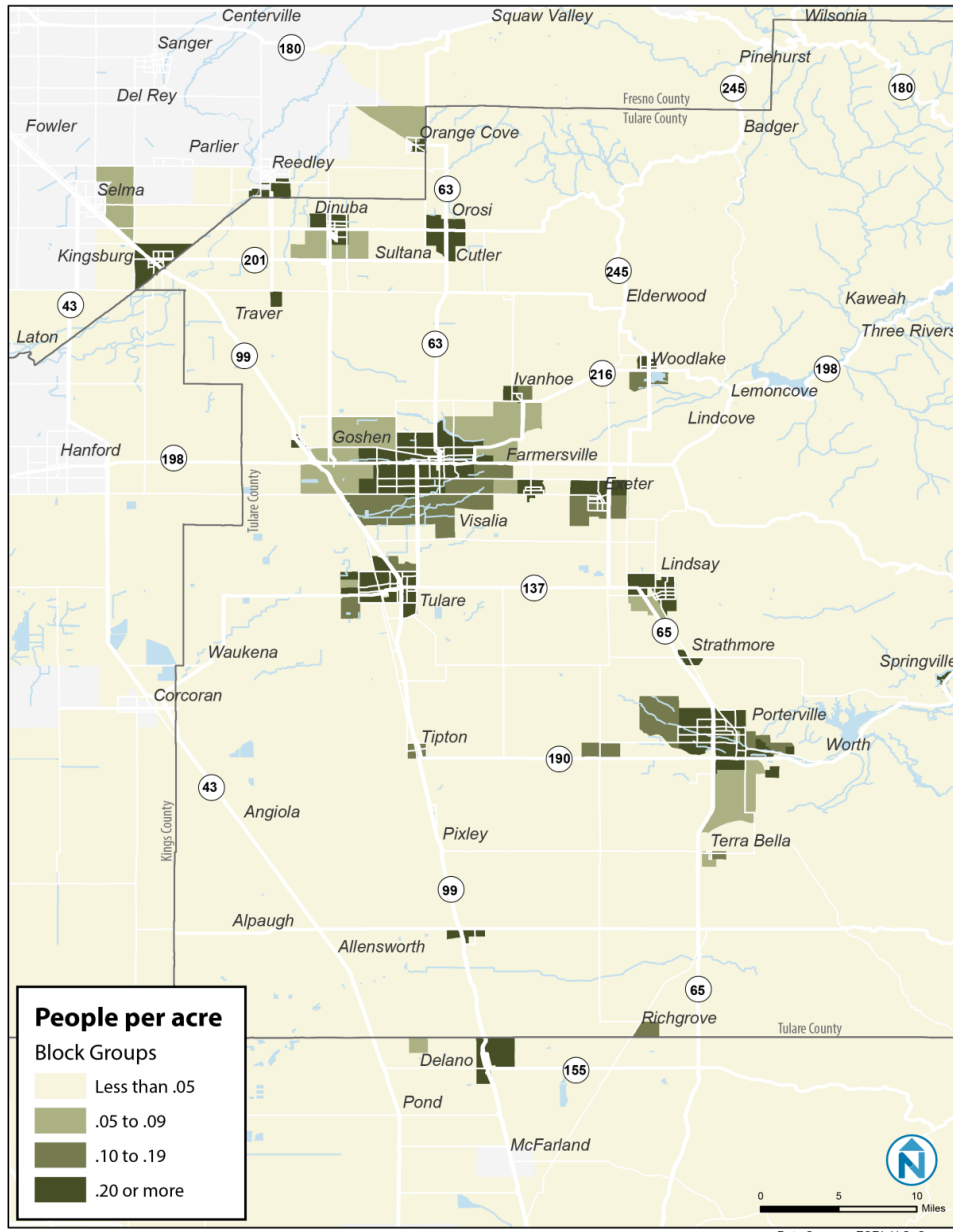 Centerville
Squaw Valley
Wilsonia
Sanger
180
Pinehurst
245
180
Del Rey
Fresno County
Tulare County
Fowler
Orange Cove
Badger
Parlier
Reedley
Selma
63
Dinuba
Orosi
Kingsburg
201
Sultana
Cutler
245
43
Traver
Elderwood
Kaweah
Laton
99
63
Three Rivers
Woodlake
216
198
Ivanhoe
Lemoncove
Lindcove
Hanford
198
Goshen
Farmersville
Tulare County
Exeter
Visalia
Lindsay
137
Tulare
65
Strathmore
Waukena
Springville
Corcoran
Porterville
Tipton
190
Worth
43
Angiola
Kings County
Pixley
Terra Bella
99
Alpaugh
Allensworth
65
Richgrove
Tulare County
People per acre
Block Groups
Less than .05
.05 to .09
.10 to .19
.20 or more
Delano
155
Pond
McFarland
N
0 5 10
Miles